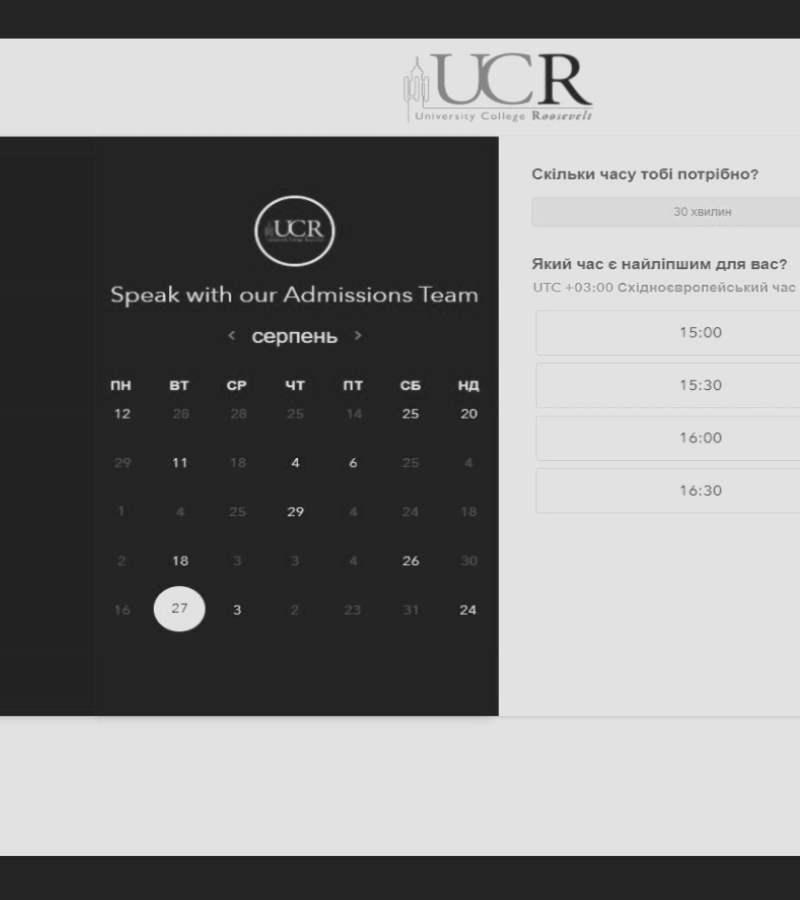 UCR
University College Roosevelt
UCR
Speak with our Admissions Team
< серпень >
ПН ВТ СР ЧТ ПТ СБ НД
12 28 28 25 14 25 20
29 11 18 4 6 25 4
1 4 25 29 4 24 18
2 18 3 3 4 26 30
16 27 3 2 23 31 24
Скільки часу тобі потрібно?
30 хвилин
Який час є найліпшим для вас?
UTC +03:00 Східноєвропейський час
15:00
15:30
16:00
16:30